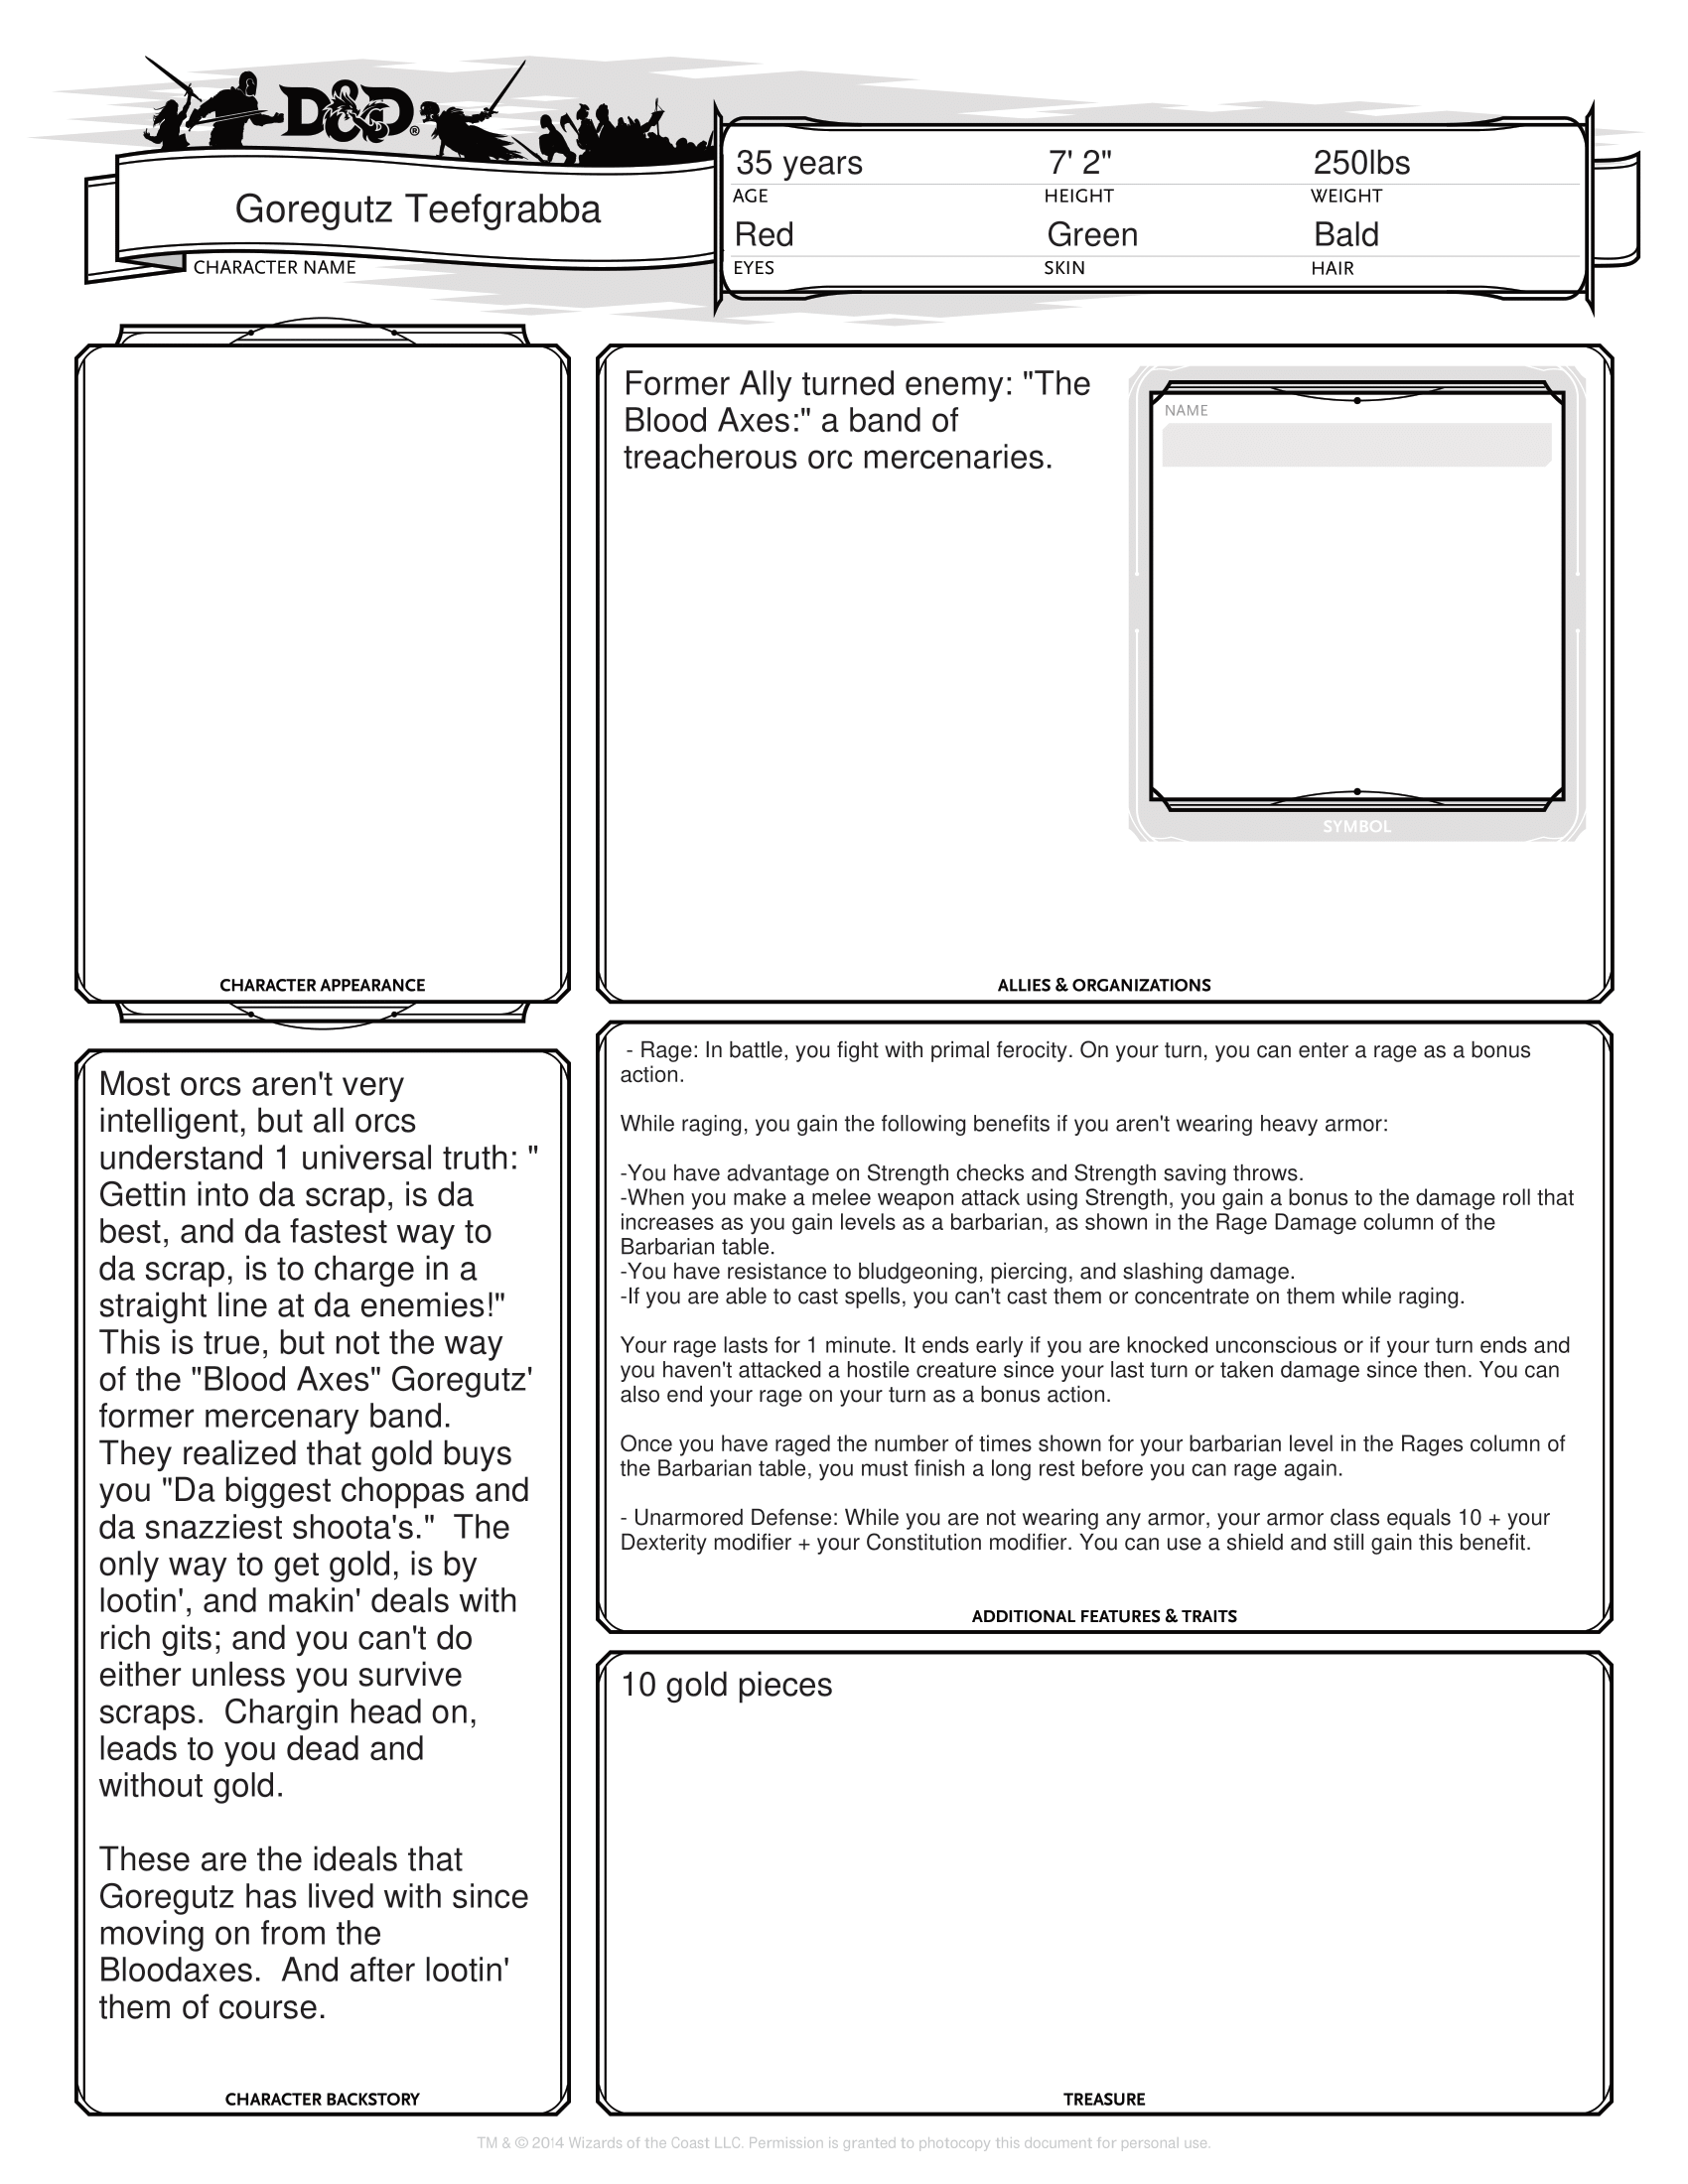 D&D®
Goregutz Teefgrabba
CHARACTER NAME
35 years 7' 2" 250lbs
AGE HEIGHT WEIGHT
Red Green Bald
EYES SKIN HAIR
CHARACTER APPEARANCE
Former Ally turned enemy: "The
Blood Axes:" a band of
treacherous orc mercenaries.
NAME
SYMBOL
ALLIES & ORGANIZATIONS
Most orcs aren't very
intelligent, but all orcs
understand 1 universal truth: "
Gettin into da scrap, is da
best, and da fastest way to
da scrap, is to charge in a
straight line at da enemies!"
This is true, but not the way
of the "Blood Axes" Goregutz'
former mercenary band.
They realized that gold buys
you "Da biggest choppas and
da snazziest shoota's."  The
only way to get gold, is by
lootin', and makin' deals with
rich gits; and you can't do
either unless you survive
scraps.  Chargin head on,
leads to you dead and
without gold.
These are the ideals that
Goregutz has lived with since
moving on from the
Bloodaxes.  And after lootin'
them of course.
CHARACTER BACKSTORY
- Rage: In battle, you fight with primal ferocity. On your turn, you can enter a rage as a bonus
action.
While raging, you gain the following benefits if you aren't wearing heavy armor:
-You have advantage on Strength checks and Strength saving throws.
-When you make a melee weapon attack using Strength, you gain a bonus to the damage roll that
increases as you gain levels as a barbarian, as shown in the Rage Damage column of the
Barbarian table.
-You have resistance to bludgeoning, piercing, and slashing damage.
-If you are able to cast spells, you can't cast them or concentrate on them while raging.
Your rage lasts for 1 minute. It ends early if you are knocked unconscious or if your turn ends and
you haven't attacked a hostile creature since your last turn or taken damage since then. You can
also end your rage on your turn as a bonus action.
Once you have raged the number of times shown for your barbarian level in the Rages column of
the Barbarian table, you must finish a long rest before you can rage again.
- Unarmored Defense: While you are not wearing any armor, your armor class equals 10 + your
Dexterity modifier + your Constitution modifier. You can use a shield and still gain this benefit.
ADDITIONAL FEATURES & TRAITS
10 gold pieces
TREASURE
TM & © 2014 Wizards of the Coast LLC. Permission is granted to photocopy this document for personal use.